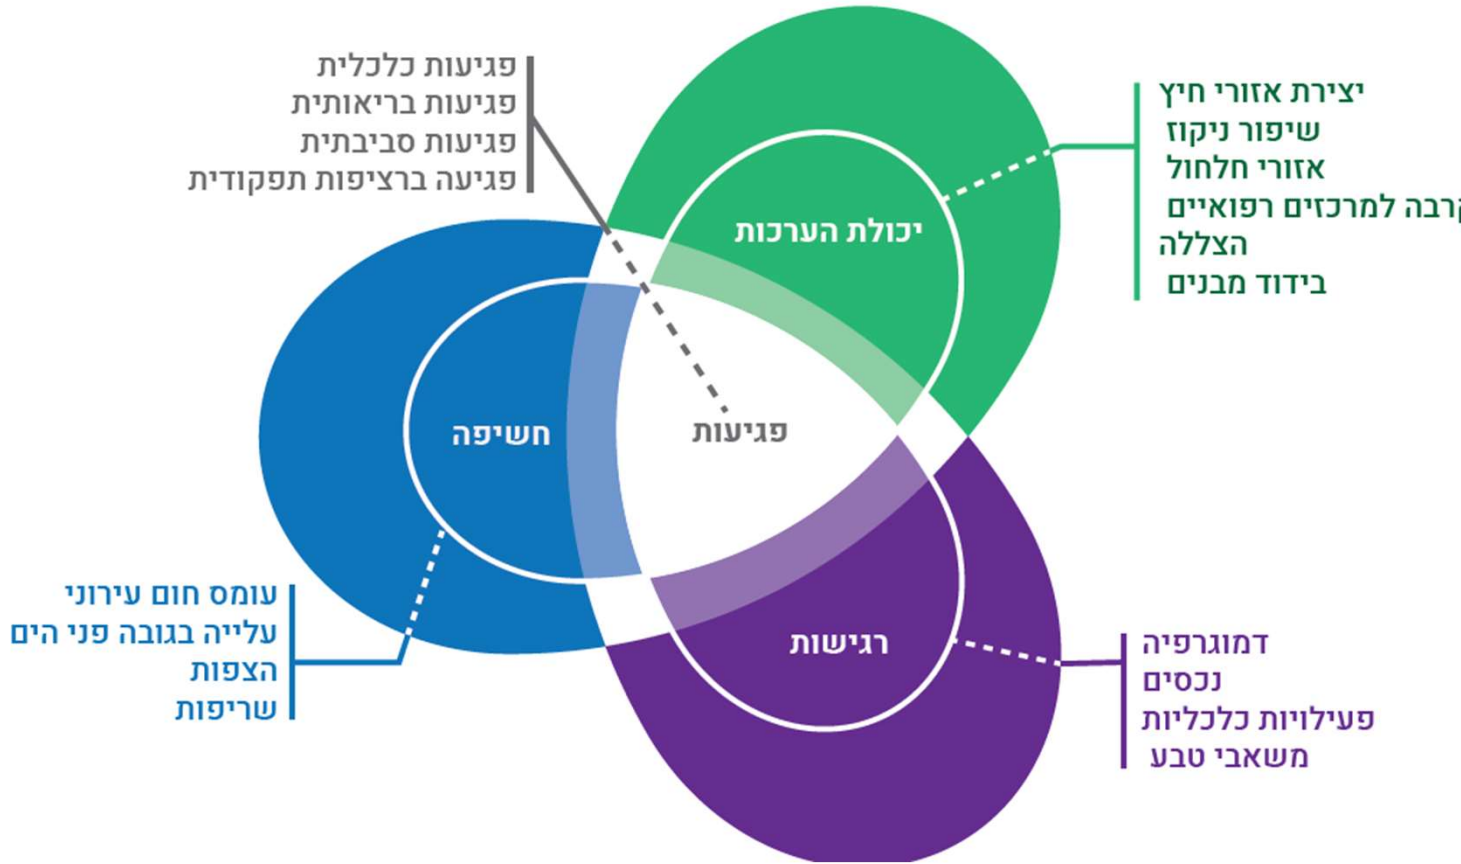 פגיעות כלכלית
פגיעות בריאותית
פגיעות סביבתית
פגיעה ברציפות תפקודית
יצירת אזורי חיץ
שיפור ניקוז
אזורי חלחול
למרכזים רפואיים
הצללה
בידוד מבנים
יכולת הערכות
פגיעות
חשיפה
עומס חום עירוני
עלייה בגובה פני הים
הצפות
שריפות
רגישות
דמוגרפיה
נכסים
פעילויות כלכליות
משאבי טבע